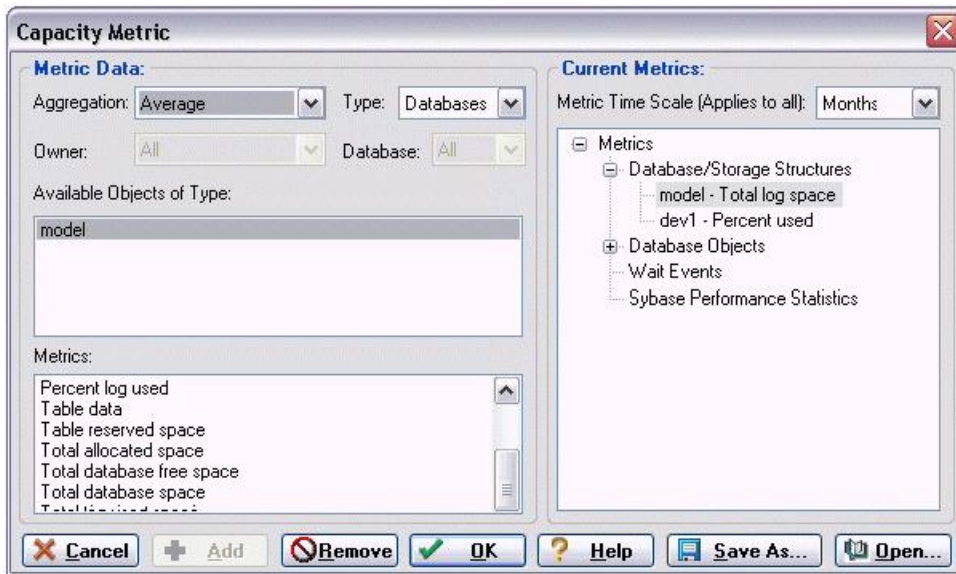 Capacity Metric
Metric Data:
Aggregation: Average Type: Databases
Owner: All Database: All
Available Objects of Type:
model
Metrics:
Percent log used
Table data
Table reserved space
Total allocated space
Total database free space
Total database space
Current Metrics:
Metric Time Scale (Applies to all): Months
Metrics
Database/Storage Structures
model - Total log space
dev1 - Percent used
Database Objects
Wait Events
Sybase Performance Statistics
Cancel Add Remove OK Help Save As... Open...